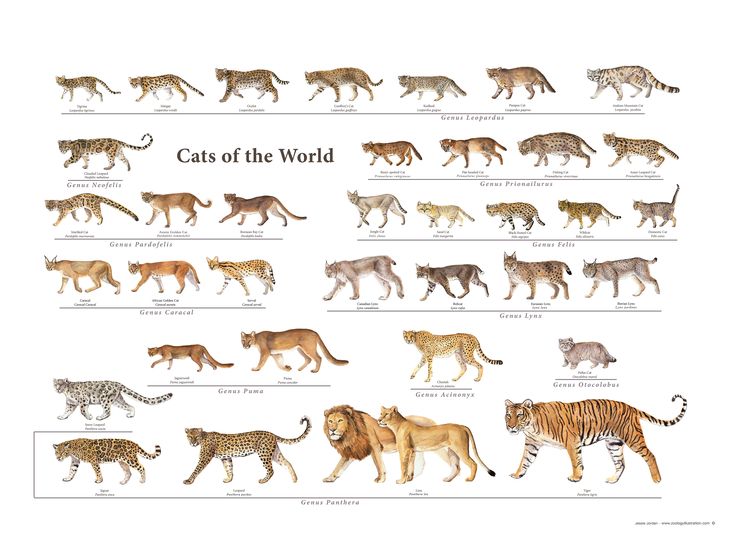 Tigrina
Leopardus tigrinus
Margay
Leopardus wiedii
Ocelot
Leopardus pardalis
Geoffroy's Cat
Leopardus geoffroyi
Kodkod
Leopardus guigna
Pampas Cat
Leopardus pajeros
Andean Mountain Cat
Leopardus jacobita
Genus Leopardus
Cats of the World
Clouded Leopard
Neofelis nebulosa
Genus Neofelis
Rusty-spotted Cat
Prionailurus rubiginosus
Flat-headed Cat
Prionailurus planiceps
Fishing Cat
Prionailurus viverrinus
Asian Leopard Cat
Prionailurus bengalensis
Genus Prionailurus
Marbled Cat
Pardofelis marmorata
Asiatic Golden Cat
Pardofelis temminckii
Bornean Bay Cat
Pardofelis badia
Genus Pardofelis
Jungle Cat
Felis chaus
Sand Cat
Felis margarita
Black-footed Cat
Felis nigripes
Wildcat
Felis silvestris
Domestic Cat
Felis catus
Genus Felis
Caracal
Caracal Caracal
African Golden Cat
Caracal aurata
Serval
Caracal serval
Genus Caracal
Canadian Lynx
Lynx canadensis
Bobcat
Lynx rufus
Eurasian Lynx
Lynx lynx
Iberian Lynx
Lynx pardinus
Genus Lynx
Jaguarundi
Puma yagouaroundi
Puma
Puma concolor
Genus Puma
Cheetah
Acinonyx jubatus
Genus Acinonyx
Pallas Cat
Otocolobus manul
Genus Otocolobus
Snow Leopard
Panthera uncia
Jaguar
Panthera onca
Leopard
Panthera pardus
Lion
Panthera leo
Tiger
Panthera tigris
Genus Panthera
Jessie Jordan - www.zoologyillustration.com ©